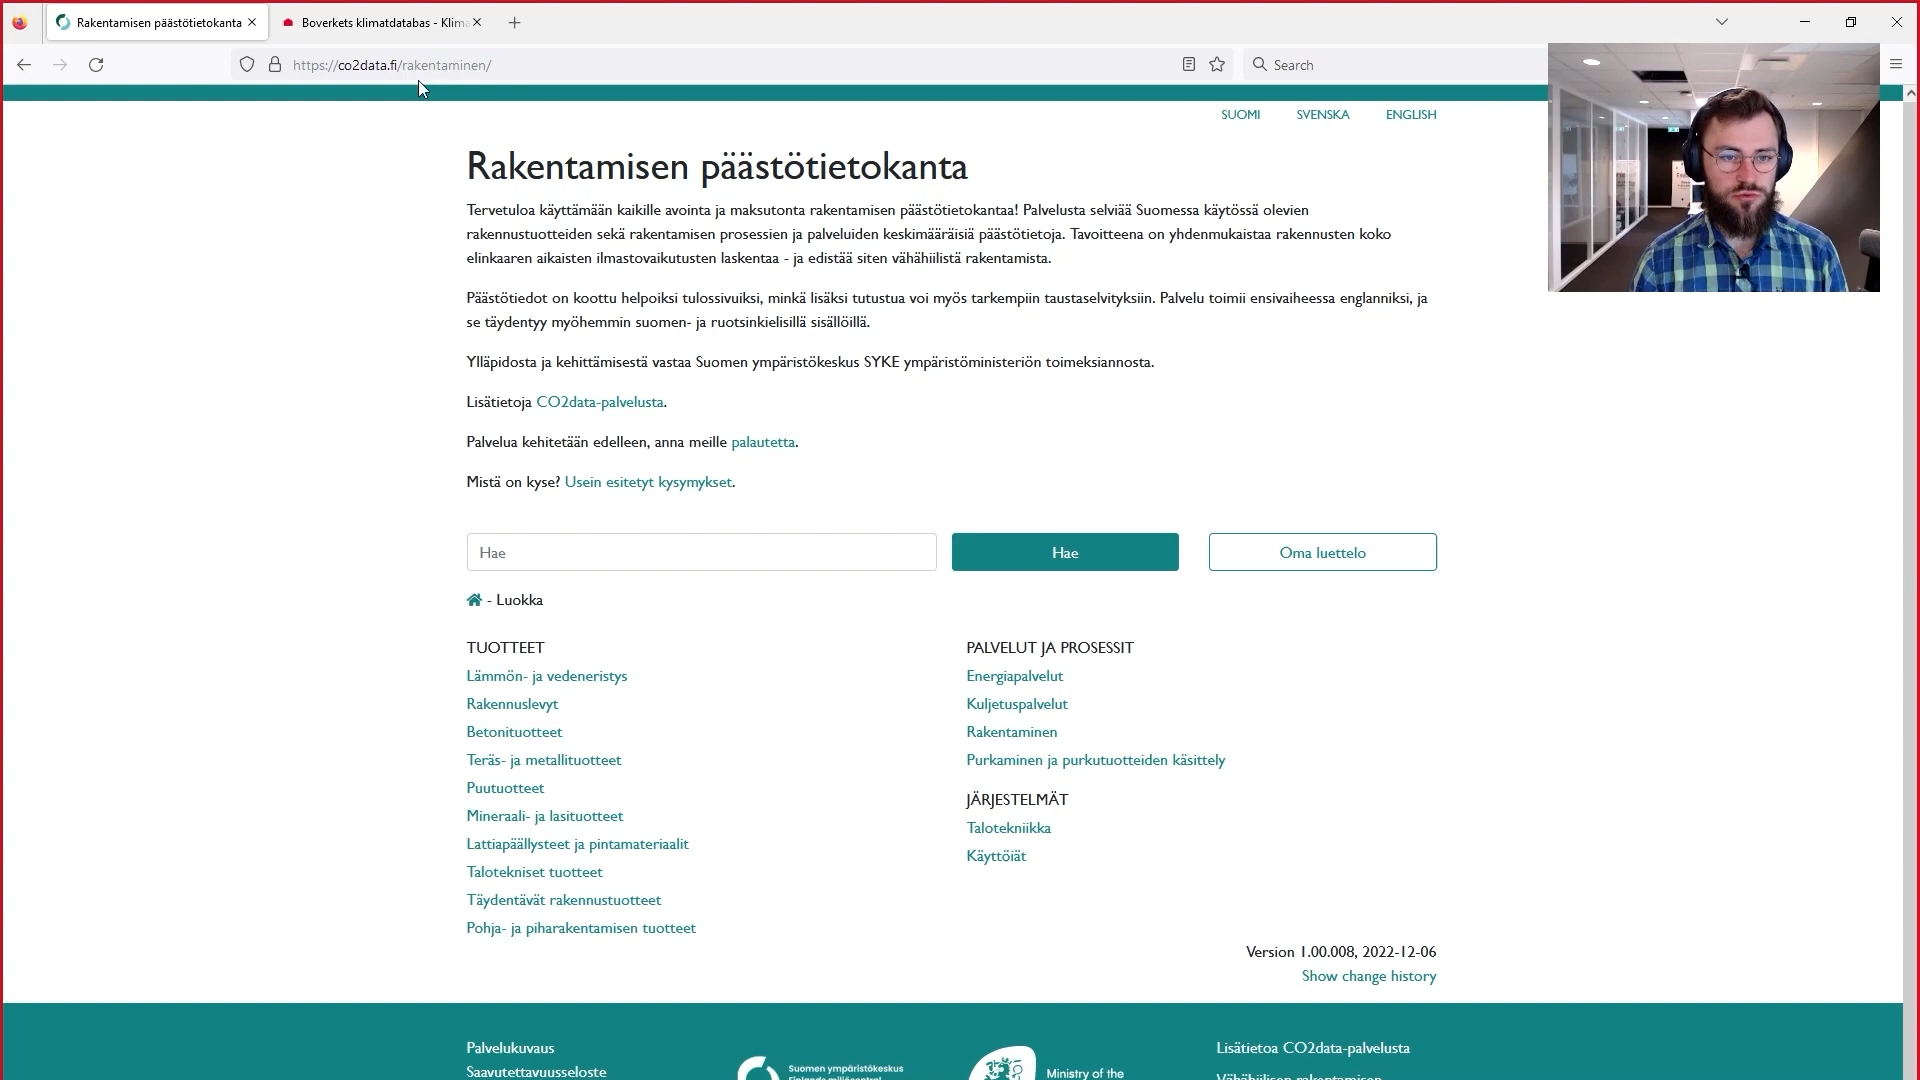 Rakentamisen päästötietokanta
Boverkets klimatdatabas - Klim
https://co2data.fi/rakentaminen/
Search
SUOMI
SVENSKA
ENGLISH
Rakentamisen päästötietokanta
Tervetuloa käyttämään kaikille avointa ja maksutonta rakentamisen päästötietokantaa! Palvelusta selviää Suomessa käytössä olevien
rakennustuotteiden sekä rakentamisen prosessien ja palveluiden keskimääräisiä päästötietoja. Tavoitteena on yhdenmukaistaa rakennusten koko
elinkaaren aikaisten ilmastovaikutusten laskentaa - ja edistää siten vähähiilistä rakentamista.
Päästötiedot on koottu helpoiksi tulossivuiksi, minkä lisäksi tutustua voi myös tarkempiin taustaselvityksiin. Palvelu toimii ensivaiheessa englanniksi, ja
se täydentyy myöhemmin suomen- ja ruotsinkielisillä sisällöillä.
Ylläpidosta ja kehittämisestä vastaa Suomen ympäristökeskus SYKE ympäristöministeriön toimeksiannosta.
Lisätietoja CO2data-palvelusta.
Palvelua kehitetään edelleen, anna meille palautetta.
Mistä on kyse? Usein esitetyt kysymykset.
Hae
Hae
Oma luettelo
- Luokka
TUOTTEET
Lämmön- ja vedeneristys
Rakennuslevyt
Betonituotteet
Teräs- ja metallituotteet
Puutuotteet
Mineraali- ja lasituotteet
Lattiapäällysteet ja pintamateriaalit
Talotekniset tuotteet
Täydentävät rakennustuotteet
Pohja- ja piharakentamisen tuotteet
PALVELUT JA PROSESSIT
Energiapalvelut
Kuljetuspalvelut
Rakentaminen
Purkaminen ja purkutuotteiden käsittely
JÄRJESTELMÄT
Talotekniikka
Käyttöiät
Version 1.00.008, 2022-12-06
Show change history
Palvelukuvaus
Saavutettavuusseloste
Suomen ympäristökeskus
Finlands miljöcentral
Ministry of the
Lisätietoa CO2data-palvelusta
Vähähiilisen rakentamisen